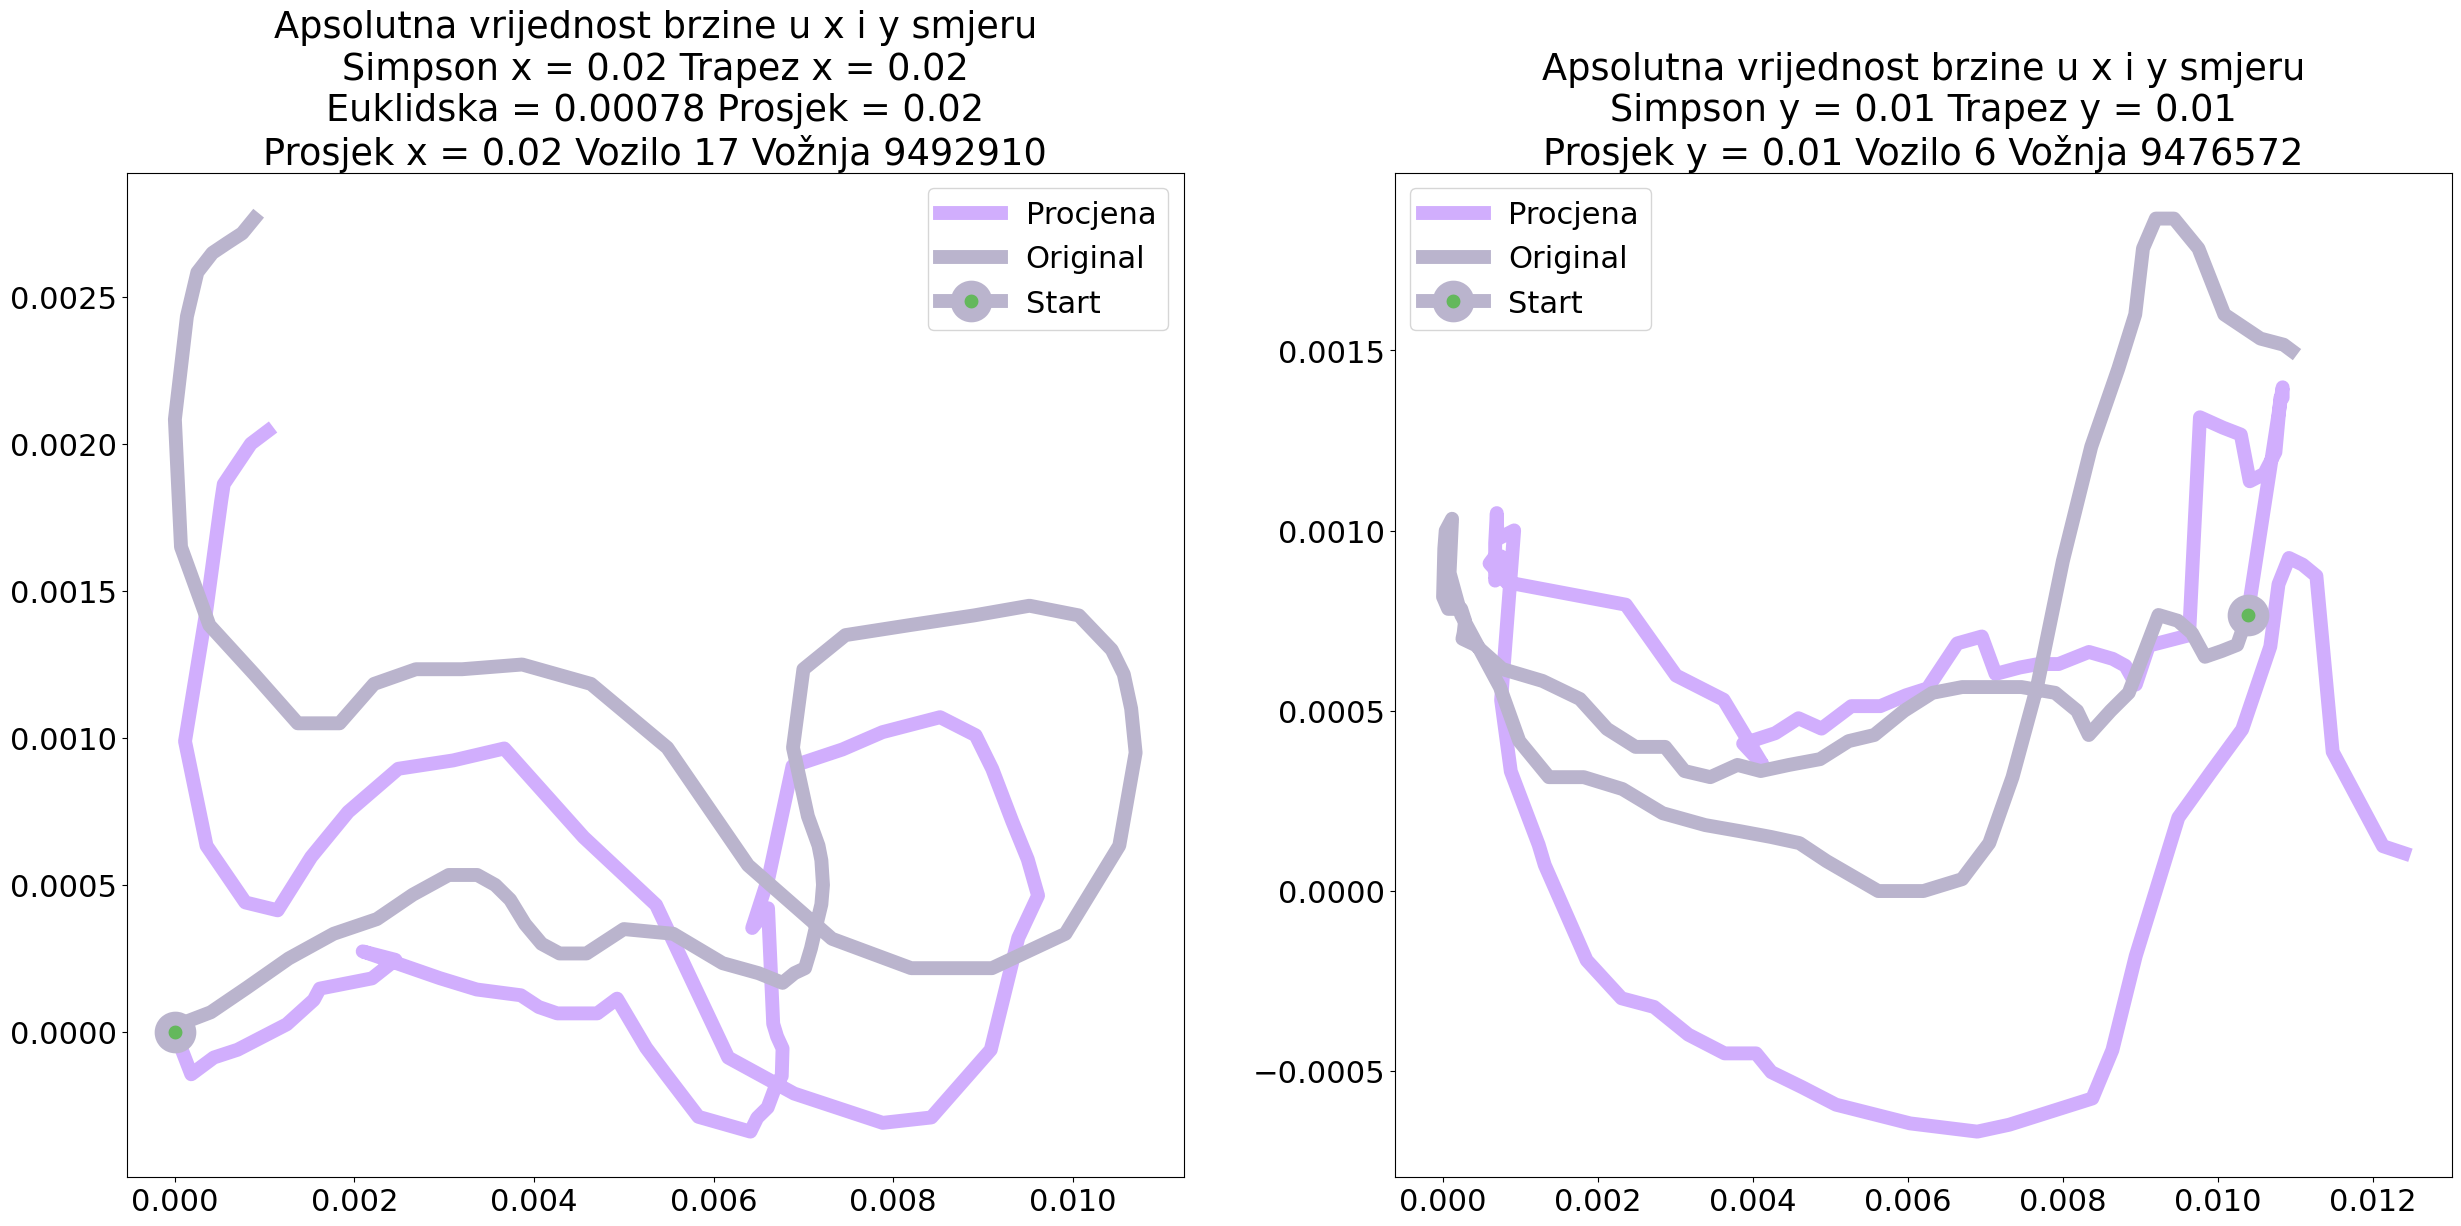 Apsolutna vrijednost brzine u x i y smjeru
Simpson x = 0.02 Trapez x = 0.02
Euklidska = 0.00078 Prosjek = 0.02
Prosjek x = 0.02 Vozilo 17 Vožnja 9492910
Procjena
Original
Start
0.0025
0.0020
0.0015
0.0010
0.0005
0.0000
0.000 0.002 0.004 0.006 0.008 0.010
Apsolutna vrijednost brzine u x i y smjeru
Simpson y = 0.01 Trapez y = 0.01
Prosjek y = 0.01 Vozilo 6 Vožnja 9476572
Procjena
Original
Start
0.0015
0.0010
0.0005
0.0000
−0.0005
0.000 0.002 0.004 0.006 0.008 0.010 0.012